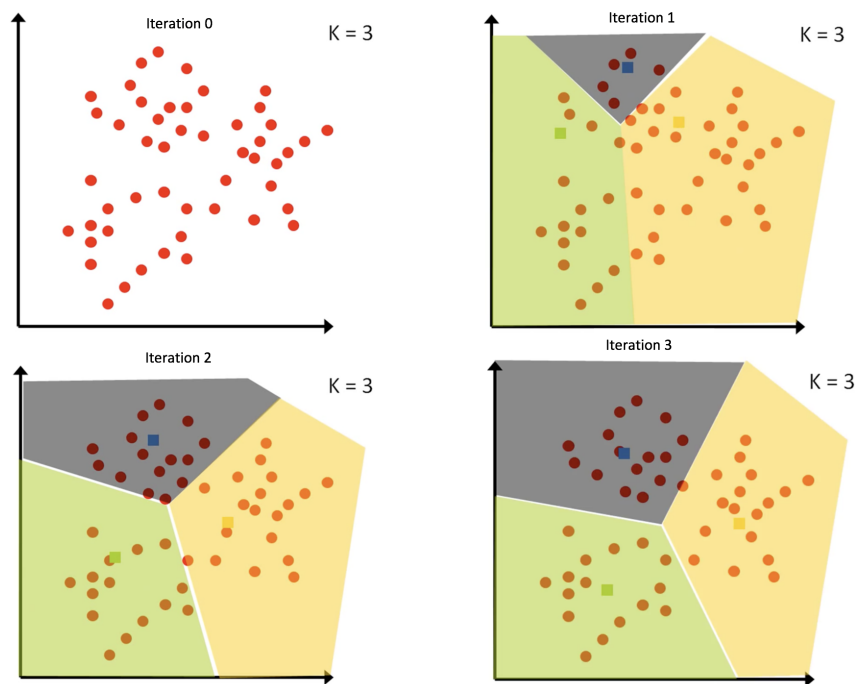 Iteration 0
K = 3
Iteration 1
K = 3
Iteration 2
K = 3
Iteration 3
K = 3